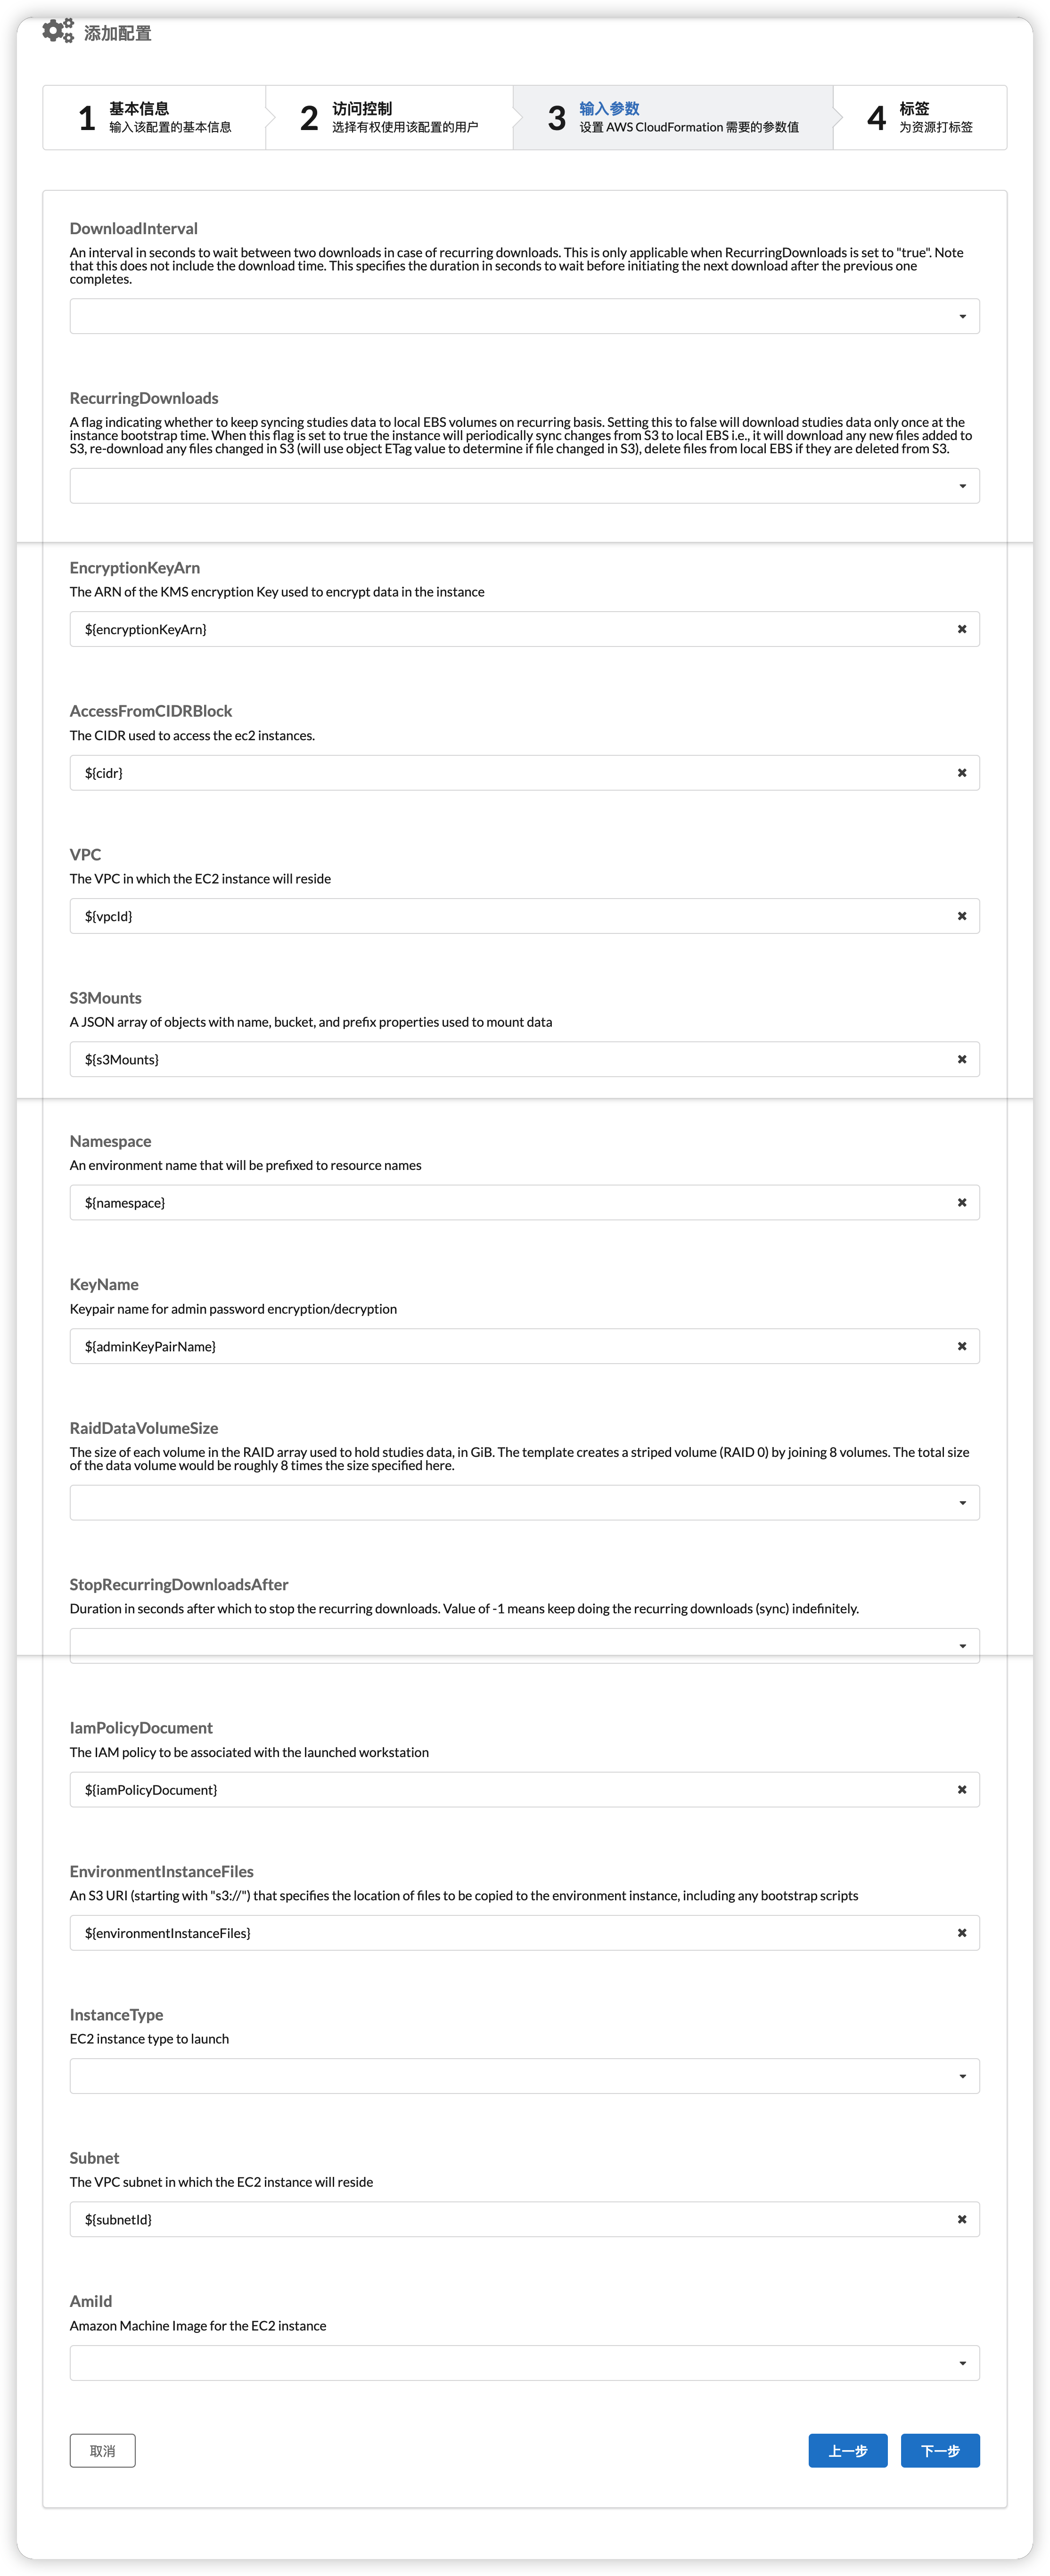 添加配置
1
基本信息
输入该配置的基本信息
2
访问控制
选择有权使用该配置的用户
3
输入参数
设置 AWS CloudFormation 需要的参数值
4
标签
为资源打标签
DownloadInterval
An interval in seconds to wait between two downloads in case of recurring downloads. This is only applicable when RecurringDownloads is set to "true". Note
that this does not include the download time. This specifies the duration in seconds to wait before initiating the next download after the previous one
completes.
RecurringDownloads
A flag indicating whether to keep syncing studies data to local EBS volumes on recurring basis. Setting this to false will download studies data only once at the
instance bootstrap time. When this flag is set to true the instance will periodically sync changes from S3 to local EBS i.e., it will download any new files added to
S3, re-download any files changed in S3 (will use object ETag value to determine if file changed in S3), delete files from local EBS if they are deleted from S3.
EncryptionKeyArn
The ARN of the KMS encryption Key used to encrypt data in the instance
${encryptionKeyArn}
AccessFromCIDRBlock
The CIDR used to access the ec2 instances.
${cidr}
VPC
The VPC in which the EC2 instance will reside
${vpcId}
S3Mounts
A JSON array of objects with name, bucket, and prefix properties used to mount data
${s3Mounts}
Namespace
An environment name that will be prefixed to resource names
${namespace}
KeyName
Keypair name for admin password encryption/decryption
${adminKeyPairName}
RaidDataVolumeSize
The size of each volume in the RAID array used to hold studies data, in GiB. The template creates a striped volume (RAID 0) by joining 8 volumes. The total size
of the data volume would be roughly 8 times the size specified here.
StopRecurringDownloadsAfter
Duration in seconds after which to stop the recurring downloads. Value of -1 means keep doing the recurring downloads (sync) indefinitely.
IamPolicyDocument
The IAM policy to be associated with the launched workstation
${iamPolicyDocument}
EnvironmentInstanceFiles
An S3 URI (starting with "s3://") that specifies the location of files to be copied to the environment instance, including any bootstrap scripts
${environmentInstanceFiles}
InstanceType
EC2 instance type to launch
Subnet
The VPC subnet in which the EC2 instance will reside
${subnetId}
AmiId
Amazon Machine Image for the EC2 instance
取消
上一步
下一步